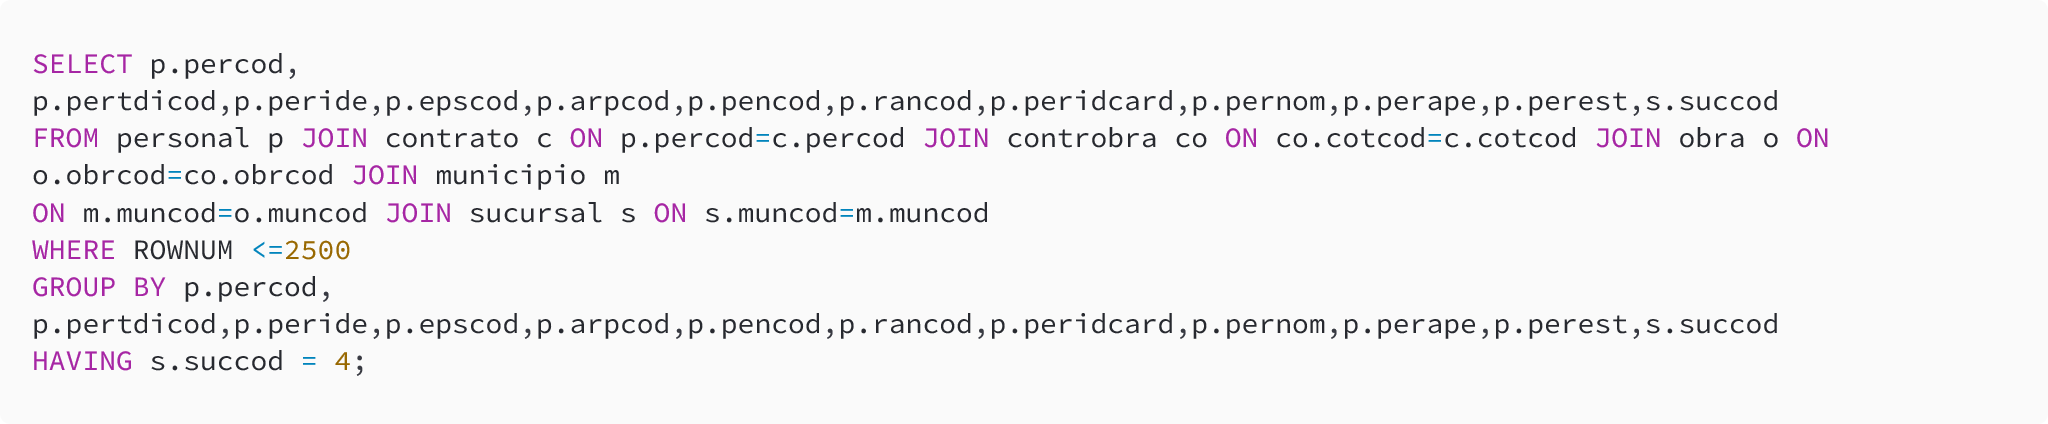 SELECT p.percod,
p.pertdicod,p.peride,p.epscod,p.arpcod,p.pencod,p.rancod,p.peridcard,p.pernom,p.perape,p.perest,s.succod
FROM personal p JOIN contrato c ON p.percod=c.percod JOIN controbra co ON co.cotcod=c.cotcod JOIN obra o ON
o.obrcod=co.obrcod JOIN municipio m
ON m.muncod=o.muncod JOIN sucursal s ON s.muncod=m.muncod
WHERE ROWNUM <=2500
GROUP BY p.percod,
p.pertdicod,p.peride,p.epscod,p.arpcod,p.pencod,p.rancod,p.peridcard,p.pernom,p.perape,p.perest,s.succod
HAVING s.succod = 4;